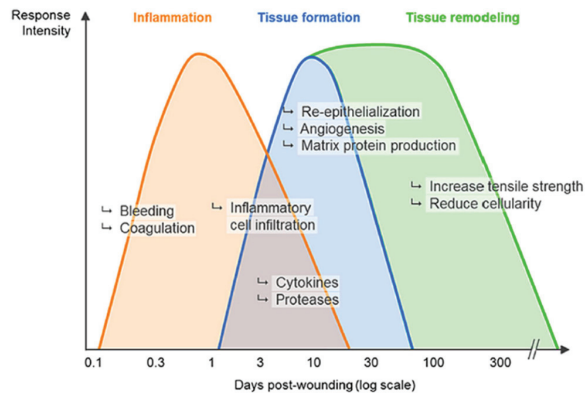 Response
Intensity
Inflammation
Tissue formation
Tissue remodeling
Re-epithelialization
Angiogenesis
Matrix protein production
Increase tensile strength
Reduce cellularity
Bleeding
Coagulation
Inflammatory
cell infiltration
Cytokines
Proteases
0.1 0.3 1 3 10 30 100 300
Days post-wounding (log scale)